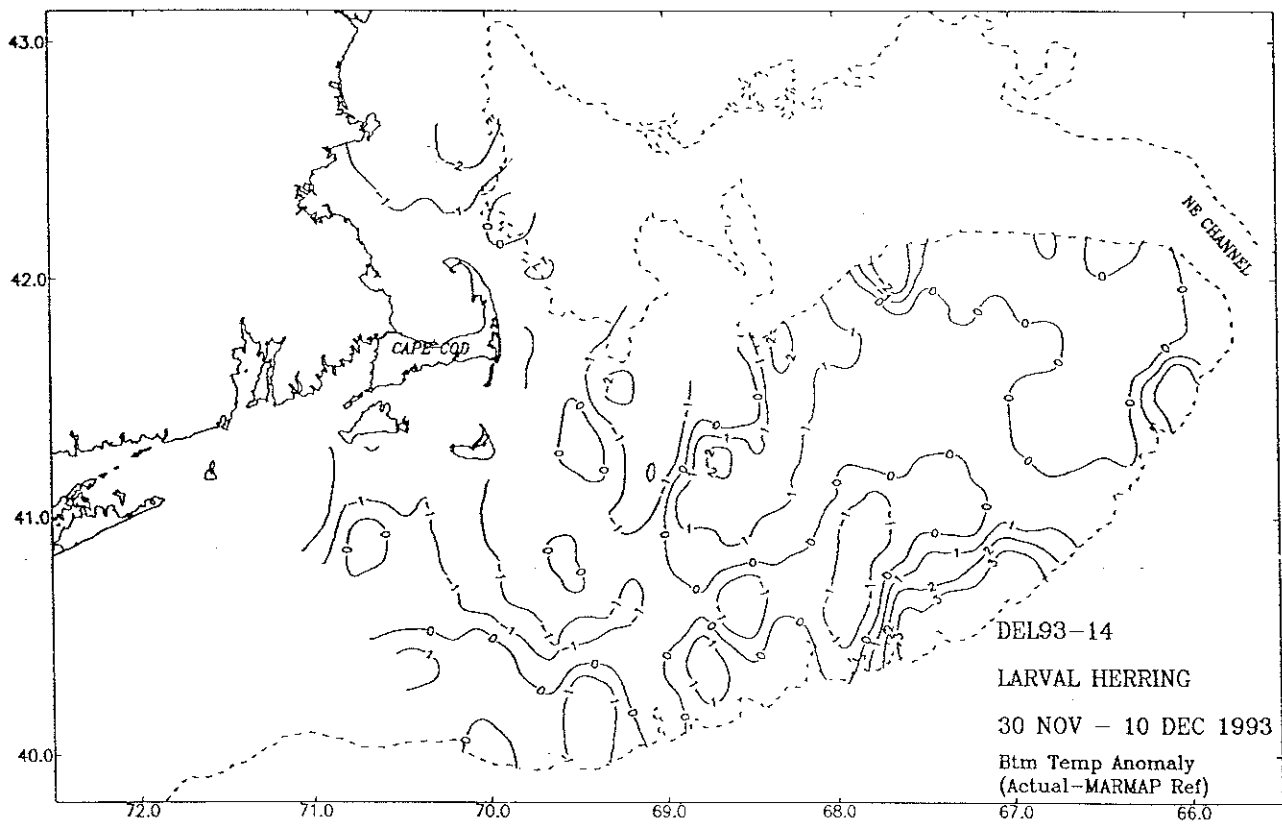 43.0
42.0
41.0
40.0
72.0
71.0
70.0
69.0
68.0
67.0
66.0
CAPE COD
NE CHANNEL
DEL93-14
LARVAL HERRING
30 NOV - 10 DEC 1993
Btm Temp Anomaly
(Actual-MARMAP Ref)